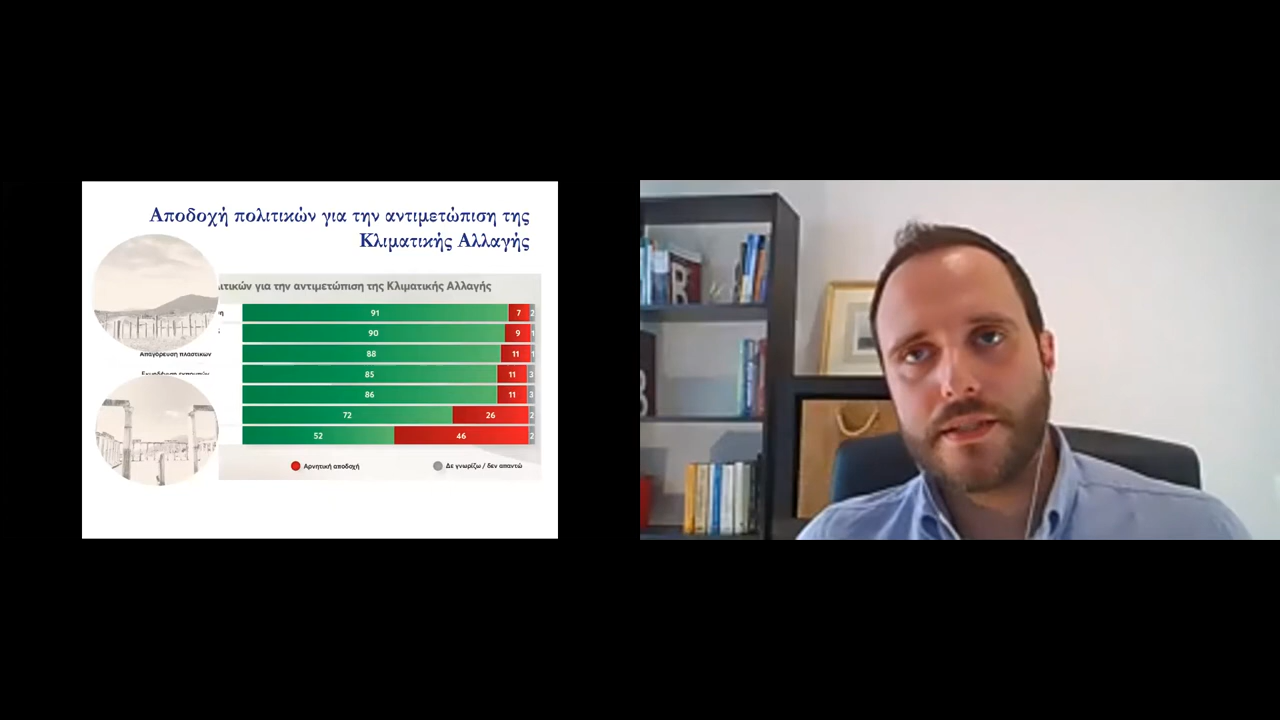 Αποδοχή πολιτικών για την αντιμετώπιση της
Κλιματικής Αλλαγής
για την αντιμετώπιση της Κλιματικής Αλλαγής
91 7 2
90 9 1
Απαγόρευση πλαστικών 88 11 1
85 11 3
86 11 3
72 26 2
52 46 2
Αρνητική αποδοχή Δε γνωρίζω / δεν απαντώ